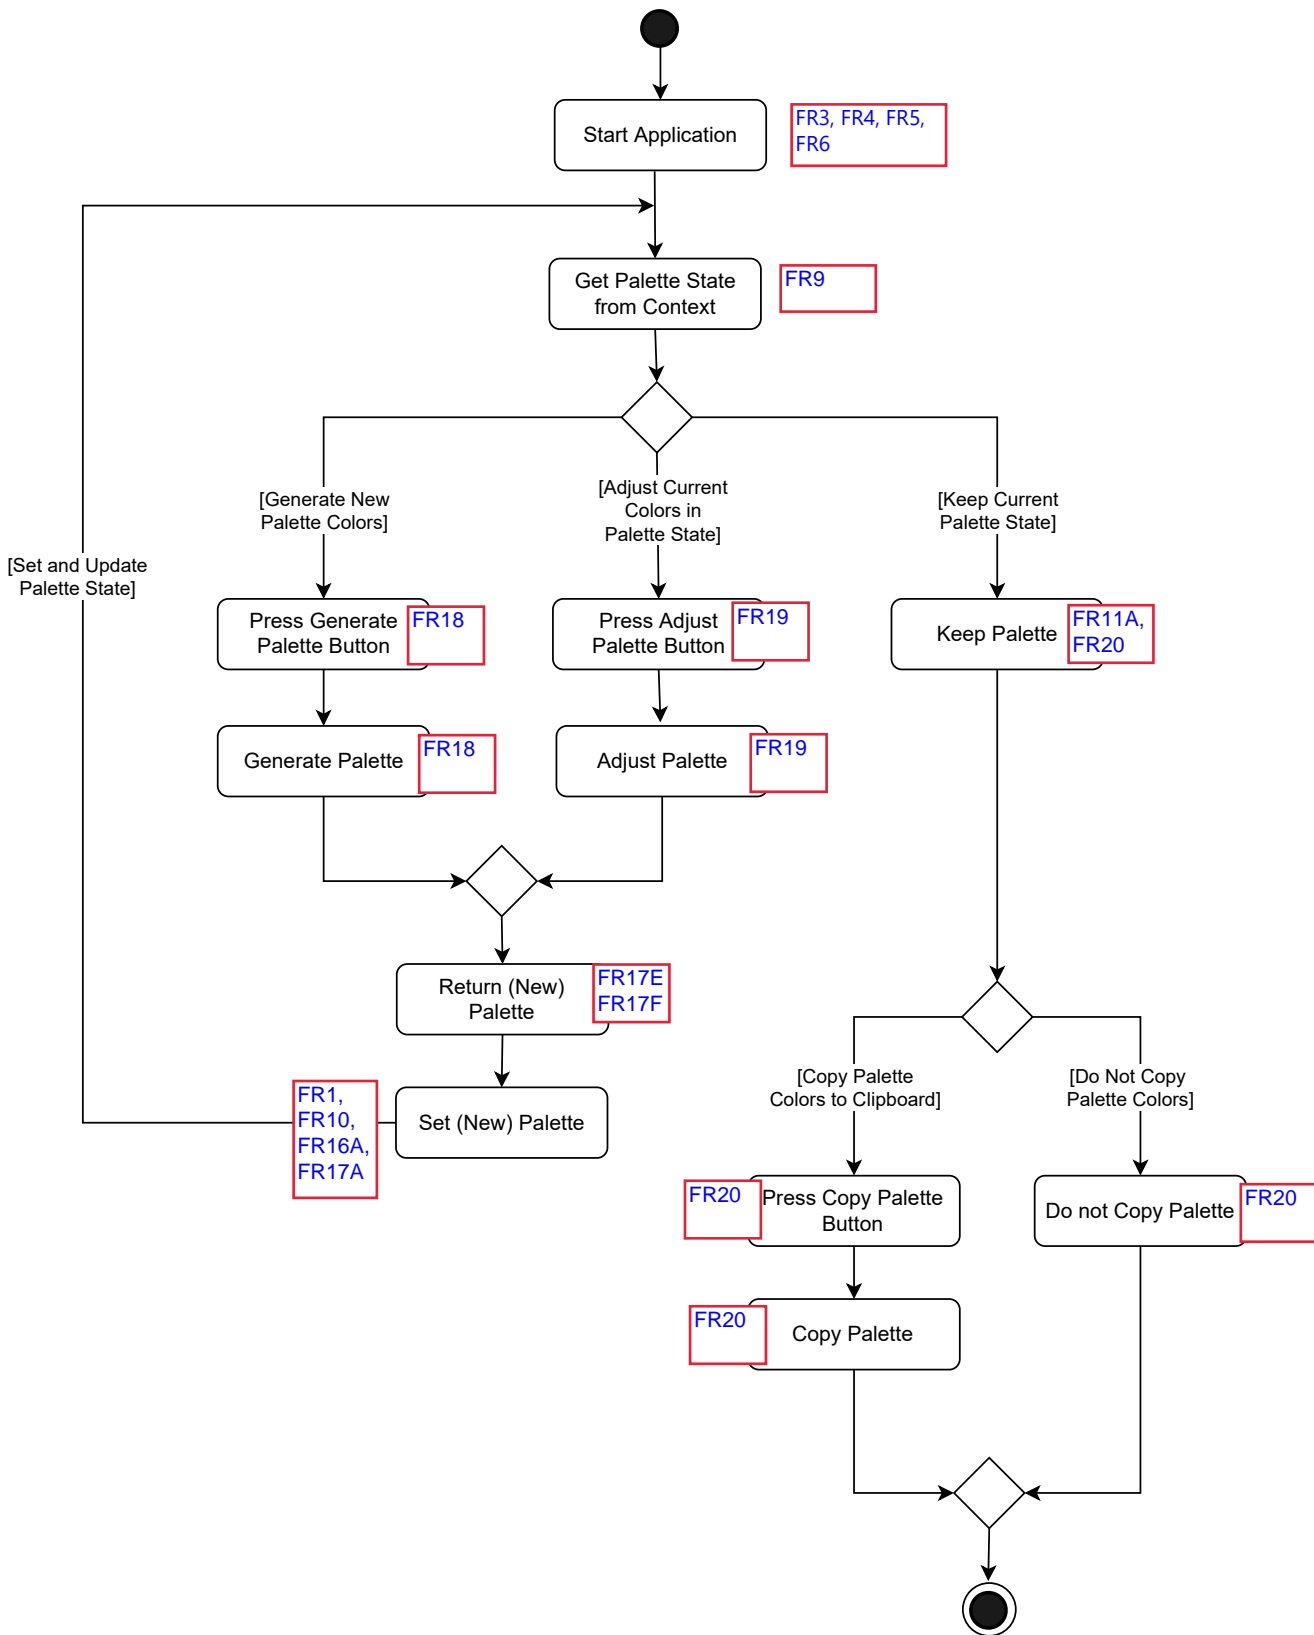 Start Application
FR3, FR4, FR5,
FR6
Get Palette State
from Context
FR9
[Generate New
Palette Colors]
[Adjust Current
Colors in
Palette State]
[Keep Current
Palette State]
[Set and Update
Palette State]
Press Generate
Palette Button
FR18
Press Adjust
Palette Button
FR19
Keep Palette
FR11A,
FR20
Generate Palette
FR18
Adjust Palette
FR19
Return (New)
Palette
FR17E
FR17F
FR1,
FR10,
FR16A,
FR17A
Set (New) Palette
[Copy Palette
Colors to Clipboard]
[Do Not Copy
Palette Colors]
FR20
Press Copy Palette
Button
Do not Copy Palette
FR20
FR20
Copy Palette